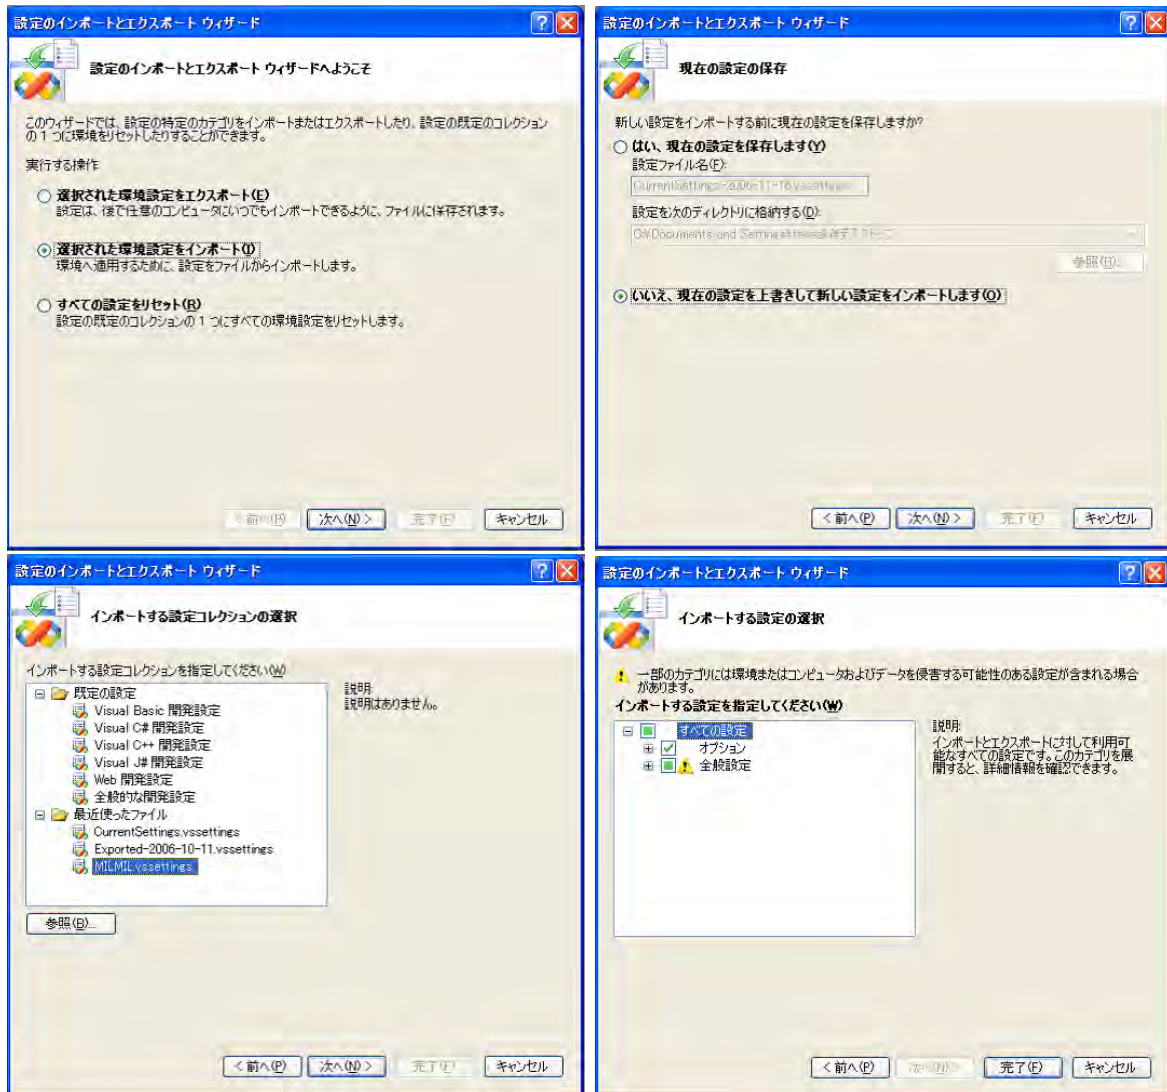 設定のインポートとエクスポート ウィザード
設定のインポートとエクスポート ウィザードへようこそ
このウィザードでは、設定の特定のカテゴリをインポートまたはエクスポートしたり、設定の既定のコレクション
の 1 つに環境をリセットしたりすることができます。
実行する操作
選択された環境設定をエクスポート(E)
設定は、後で任意のコンピュータにいつでもインポートできるように、ファイルに保存されます。
選択された環境設定をインポート(I)
環境へ適用するために、設定をファイルからインポートします。
すべての設定をリセット(R)
設定の既定のコレクションの 1 つにすべての環境設定をリセットします。
< 前へ(P) 次へ(N) > 完了(F) キャンセル
設定のインポートとエクスポート ウィザード
現在の設定の保存
新しい設定をインポートする前に現在の設定を保存しますか?
はい、現在の設定を保存します(Y)
設定ファイル名(F):
CurrentSettings-2006-11-16.vssettings
設定を次のディレクトリに格納する(D):
C:¥Documents and Settings
参照(B)...
いいえ、現在の設定を上書きして新しい設定をインポートします(O)
< 前へ(P) 次へ(N) > 完了(F) キャンセル
設定のインポートとエクスポート ウィザード
インポートする設定コレクションの選択
インポートする設定コレクションを指定してください(W)
既定の設定
Visual Basic 開発設定
Visual C# 開発設定
Visual C++ 開発設定
Visual J# 開発設定
Web 開発設定
全般的な開発設定
最近使ったファイル
CurrentSettings.vssettings
Exported-2006-10-11.vssettings
MILMIL.vssettings
説明:
説明はありません。
参照(B)...
< 前へ(P) 次へ(N) > 完了(F) キャンセル
設定のインポートとエクスポート ウィザード
インポートする設定の選択
一部のカテゴリには環境またはコンピュータおよびデータを侵害する可能性のある設定が含まれる場合
があります。
インポートする設定を指定してください(W)
すべての設定
オプション
全般設定
説明:
インポートとエクスポートに対して利用可
能なすべての設定です。このカテゴリを展
開すると、詳細情報を確認できます。
< 前へ(P) 次へ(N) > 完了(F) キャンセル